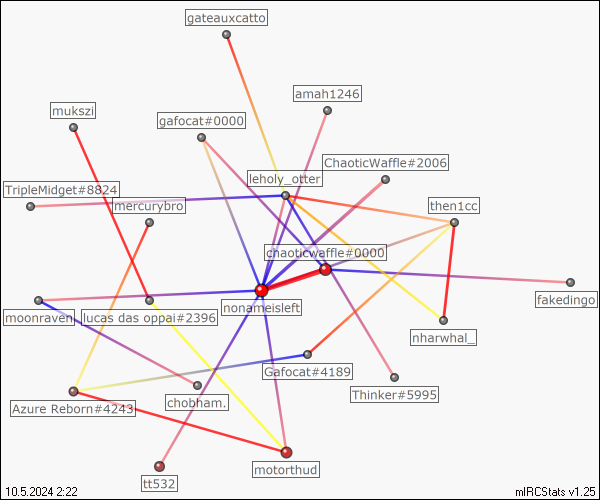 gateauxcatto
amah1246
mukszi
gafocat#0000
ChaoticWaffle#2006
leholy_otter
TripleMidget#8824
mercurybro
then1cc
chaoticwaffle#0000
nonameisleft
fakedingo
moonraven
lucas das oppai#2396
nharwhal_
Gafocat#4189
Thinker#5995
Azure Reborn#4243
chobham.
motorthud
tt532
10.5.2024 2:22
mIRCStats v1.25